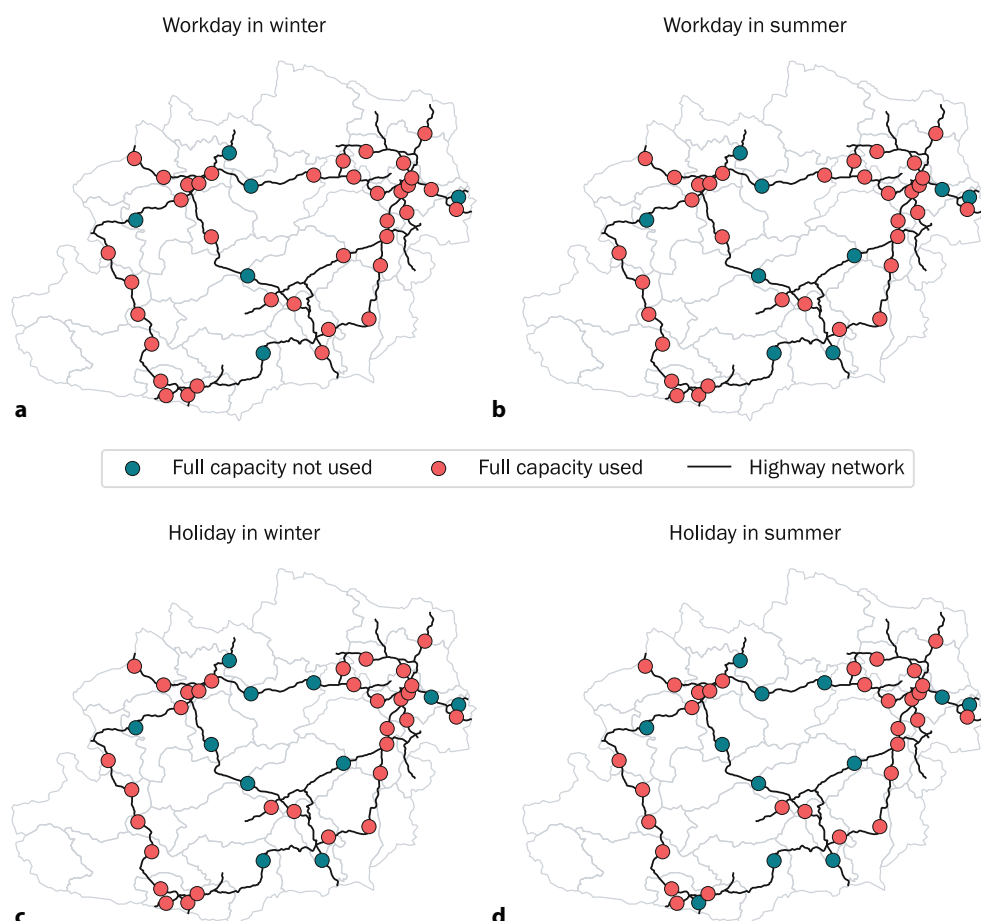 Workday in winter
Workday in summer
a
b
Full capacity not used
Full capacity used
Highway network
Holiday in winter
Holiday in summer
c
d